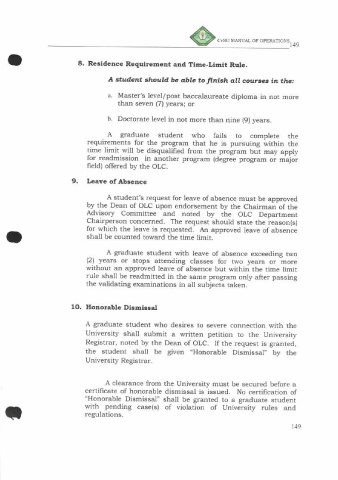 CvSU MANUAL OF OPERATIONS
149
8. Residence Requirement and Time-Limit Rule.
A student should be able to finish all courses in the:
a. Master's level/post baccalaureate diploma in not more
than seven (7) years; or
b. Doctorate level in not more than nine (9) years.
A graduate student who fails to complete the
requirements for the program that he is pursuing within the
time limit will be disqualified from the program but may apply
for readmission in another program (degree program or major
field) offered by the OLC.
9. Leave of Absence
A student's request for leave of absence must be approved
by the Dean of OLC upon endorsement by the Chairman of the
Advisory Committee and noted by the OLC Department
Chairperson concerned. The request should state the reason(s)
for which the leave is requested. An approved leave of absence
shall be counted toward the time limit.
A graduate student with leave of absence exceeding two
(2) years or stops attending classes for two years or more
without an approved leave of absence but within the time limit
rule shall be readmitted in the same program only after passing
the validating examinations in all subjects taken.
10. Honorable Dismissal
A graduate student who desires to sever connection with the
University shall submit a written petition to the University
Registrar, noted by the Dean of OLC. If the request is granted,
the student shall be given "Honorable Dismissal" by the
University Registrar.
A clearance from the University must be secured before a
certificate of honorable dismissal is issued. No certification of
"Honorable Dismissal" shall be granted to a graduate student
with pending case(s) of violation of University rules and
regulations.
149